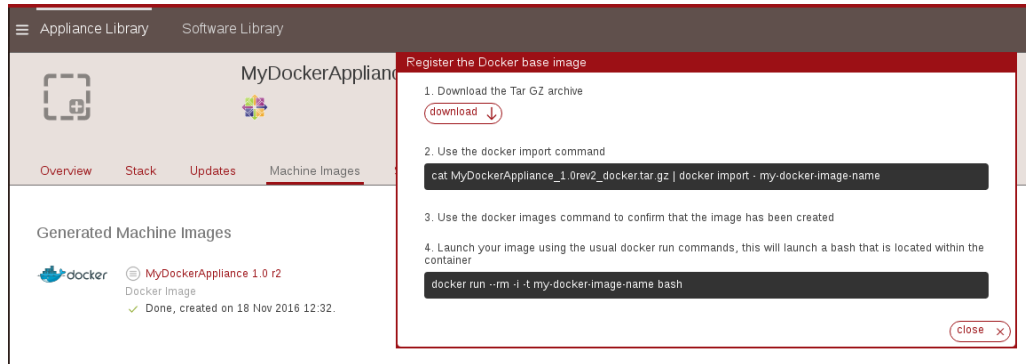 Appliance Library Software Library
MyDockerApplianc
Overview Stack Updates Machine Images
Generated Machine Images
docker
MyDockerAppliance 1.0 r2
Docker Image
Done, created on 18 Nov 2016 12:32.
Register the Docker base image
1. Download the Tar GZ archive
download
2. Use the docker import command
cat MyDockerAppliance_1.0rev2_docker.tar.gz | docker import - my-docker-image-name
3. Use the docker images command to confirm that the image has been created
4. Launch your image using the usual docker run commands, this will launch a bash that is located within the
container
docker run --rm -i -t my-docker-image-name bash
close